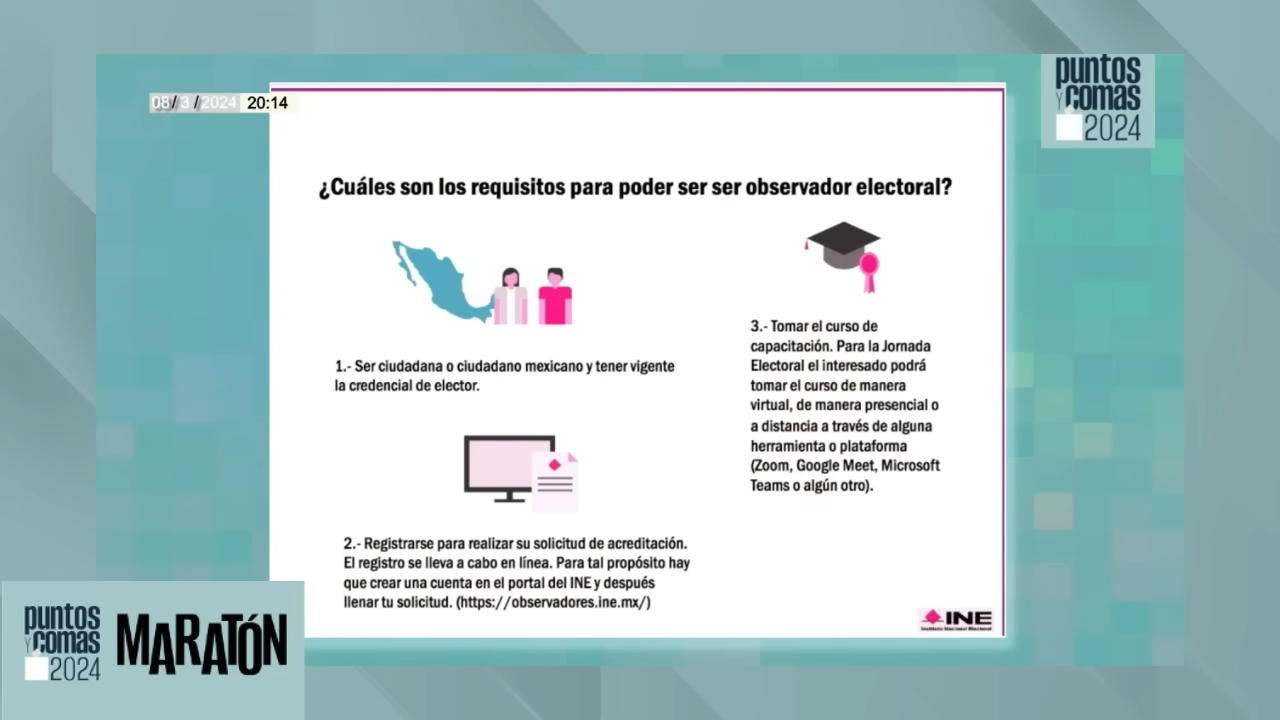 08/ 3 /2024 20:14
puntos
Y comas
2024
¿Cuáles son los requisitos para poder ser ser observador electoral?
1.- Ser ciudadana o ciudadano mexicano y tener vigente
la credencial de elector.
2.- Registrarse para realizar su solicitud de acreditación.
El registro se lleva a cabo en línea. Para tal propósito hay
que crear una cuenta en el portal del INE y después
llenar tu solicitud. (https://observadores.ine.mx/)
3.- Tomar el curso de
capacitación. Para la Jornada
Electoral el interesado podrá
tomar el curso de manera
virtual, de manera presencial o
a distancia a través de alguna
herramienta o plataforma
(Zoom, Google Meet, Microsoft
Teams o algún otro).
INE
Instituto Nacional Electoral
puntos
Y comas
2024
MARATÓN